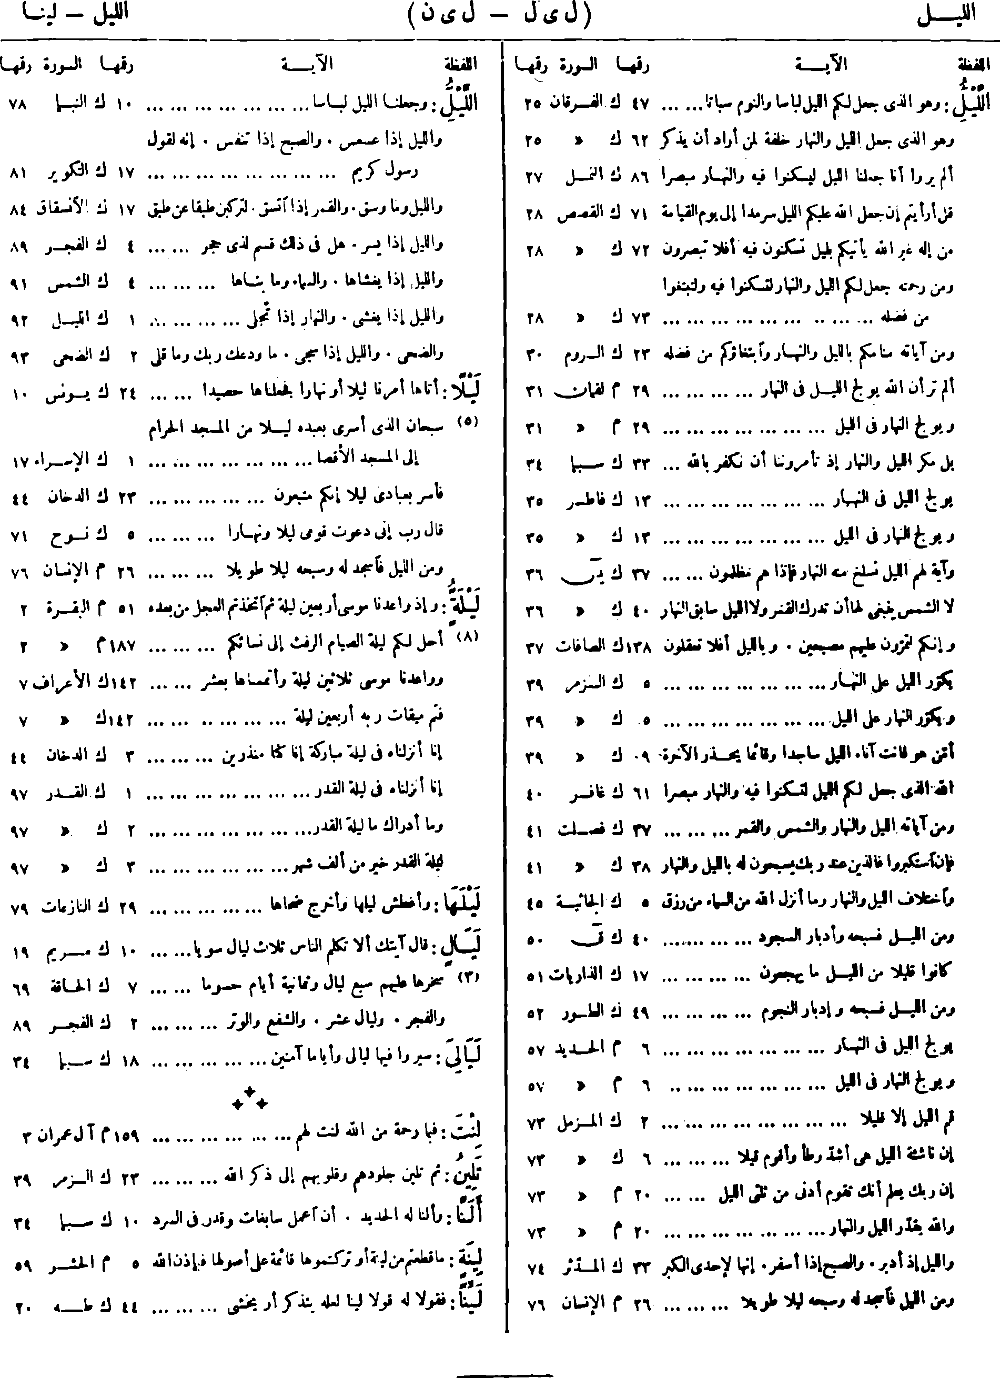 الليـــل
(ل ى ل — ل ى ن)
الليل — لينا
اللفظة الآيـــة رقها السورة رقها
اَللَّيْلُ: وهو الذى جعل لكم الليل لباسا والنوم سباتا ... ... ٤٧ ك الفرقان ٢٥
وهو الذى جعل الليل والنهار خلفة لمن أراد أن يذكر ٦٢ ك « ٢٥
ألم يروا أنا جعلنا الليل ليسكنوا فيه والنهار مبصرا ٨٦ ك النمل ٢٧
قل أرأيتم إن جعل الله عليكم الليل سرمدا إلى يوم القيامة ٧١ ك القصص ٢٨
من إله غير الله يأتيكم بليل تسكنون فيه أفلا تبصرون ٧٢ ك « ٢٨
ومن رحمته جعل لكم الليل والنهار لتسكنوا فيه ولتبتغوا
من فضله ... ... ٧٣ ك « ٢٨
ومن آياته منامكم بالليل والنهار وابتغاؤكم من فضله ٢٣ ك الروم ٣٠
ألم تر أن الله يولج الليل فى النهار ... ... ٢٩ م لقمان ٣١
ويولج النهار فى الليل ... ... ٢٩ م « ٣١
بل مكر الليل والنهار إذ تأمروننا أن نكفر بالله ... ٣٣ ك سبإ ٣٤
يولج الليل فى النهار ... ... ١٣ ك فاطر ٣٥
ويولج النهار فى الليل ... ... ١٣ ك « ٣٥
وآية لهم الليل نسلخ منه النهار فإذا هم مظلمون ... ... ٣٧ ك يس ٣٦
لا الشمس ينبغى لها أن تدرك القمر ولا الليل سابق النهار ٤٠ ك « ٣٦
وإنكم لتمرّون عليهم مصبحين . وبالليل أفلا تعقلون ١٣٨ ك الصافات ٣٧
يكوّر الليل على النهار ... ... ٥ ك الزمر ٣٩
ويكوّر النهار على الليل ... ... ٥ ك « ٣٩
أمّن هو قانت آناء الليل ساجدا وقائما يحذر الآخرة ٠٩ ك « ٣٩
الله الذى جعل لكم الليل لتسكنوا فيه والنهار مبصرا ٦١ ك غافر ٤٠
ومن آياته الليل والنهار والشمس والقمر ... ... ٣٧ ك فصلت ٤١
فإن استكبروا فالذين عند ربك يسبحون له بالليل والنهار ٣٨ ك « ٤١
واختلاف الليل والنهار وما أنزل الله من السماء من رزق ٥ ك الجاثية ٤٥
ومن الليل فسبحه وأدبار السجود ... ... ٤٠ ك ق ٥٠
كانوا قليلا من الليل ما يهجعون ... ... ١٧ ك الذاريات ٥١
ومن الليل فسبحه وإدبار النجوم ... ... ٤٩ ك الطور ٥٢
يولج الليل فى النهار ... ... ٦ م الحديد ٥٧
ويولج النهار فى الليل ... ... ٦ م « ٥٧
قم الليل إلا قليلا ... ... ٢ ك المزمل ٧٣
إن ناشئة الليل هى أشدّ وطأ وأقوم قيلا ... ... ٦ ك « ٧٣
إن ربك يعلم أنك تقوم أدنى من ثلثى الليل ... ... ٢٠ م « ٧٣
والله يقدّر الليل والنهار ... ... ٢٠ م « ٧٣
والليل إذ أدبر . والصبح إذا أسفر . إنها لإحدى الكبر ٣٣ ك المدّثر ٧٤
ومن الليل فاسجد له وسبحه ليلا طويلا ... ... ٢٦ م الإنسان ٧٦
اللفظة الآيـــة رقها السورة رقها
اَللَّيْلَ: وجعلنا الليل لباسا ... ... ١٠ ك النبإ ٧٨
والليل إذا عسعس . والصبح إذا تنفس . إنه لقول
رسول كريم ... ... ١٧ ك التكوير ٨١
والليل وما وسق . والقمر إذا اتسق . لتركبن طبقا عن طبق ١٧ ك الانشقاق ٨٤
والليل إذا يسر . هل فى ذلك قسم لذى حجر ... ... ٤ ك الفجر ٨٩
والليل إذا يغشاها . والسماء وما بناها ... ... ٤ ك الشمس ٩١
والليل إذا يغشى . والنهار إذا تجلى ... ... ١ ك الليل ٩٢
والضحى . والليل إذا سجى . ما ودعك ربك وما قلى ٢ ك الضحى ٩٣
لَيْلًا: أتاها أمرنا ليلا أو نهارا فجعلناها حصيدا ... ... ٢٤ ك يونس ١٠
(٥) سبحان الذى أسرى بعبده ليلا من المسجد الحرام
إلى المسجد الأقصا ... ... ١ ك الإسراء ١٧
فأسر بعبادى ليلا إنكم متبعون ... ... ٢٣ ك الدخان ٤٤
قال رب إنى دعوت قومى ليلا ونهارا ... ... ٥ ك نوح ٧١
ومن الليل فاسجد له وسبحه ليلا طويلا ... ... ٢٦ م الإنسان ٧٦
لَيْلَةً: وإذ واعدنا موسى أربعين ليلة ثم اتخذتم العجل من بعده ٥١ م البقرة ٢
(٨) أحل لكم ليلة الصيام الرفث إلى نسائكم ... ... ١٨٧ م « ٢
وواعدنا موسى ثلاثين ليلة وأتممناها بعشر ... ... ١٤٢ ك الأعراف ٧
فتم ميقات ربه أربعين ليلة ... ... ١٤٢ ك « ٧
إنا أنزلناه فى ليلة مباركة إنا كنا منذرين ... ... ٣ ك الدخان ٤٤
إنا أنزلناه فى ليلة القدر ... ... ١ ك القدر ٩٧
وما أدراك ما ليلة القدر ... ... ٢ ك « ٩٧
ليلة القدر خير من ألف شهر ... ... ٣ ك « ٩٧
لَيْلَهَا: وأغطش ليلها وأخرج ضحاها ... ... ٢٩ ك النازعات ٧٩
لَيَالٍ: قال آيتك ألا تكلم الناس ثلاث ليال سويا ... ... ١٠ ك مريم ١٩
(٣) سخرها عليهم سبع ليال وثمانية أيام حسوما ... ... ٧ ك الحاقة ٦٩
والفجر . وليال عشر . والشفع والوتر ... ... ٢ ك الفجر ٨٩
لَيَالِىَ: سيروا فيها ليالى وأياما آمنين ... ... ١٨ ك سبإ ٣٤
لِنْتَ: فبما رحمة من الله لنت لهم ... ... ١٥٩ م آل عمران ٣
تَلِينُ: ثم تلين جلودهم وقلوبهم إلى ذكر الله ... ... ٢٣ ك الزمر ٣٩
أَلَنَّا: وألنا له الحديد . أن اعمل سابغات وقدر فى السرد ١٠ ك سبإ ٣٤
لِينَةٍ: ما قطعتم من لينة أو تركتموها قائمة على أصولها فبإذن الله ٥ م الحشر ٥٩
لَيِّنًا: فقولا له قولا لينا لعله يتذكر أو يخشى ... ... ٤٤ ك طه ٢٠